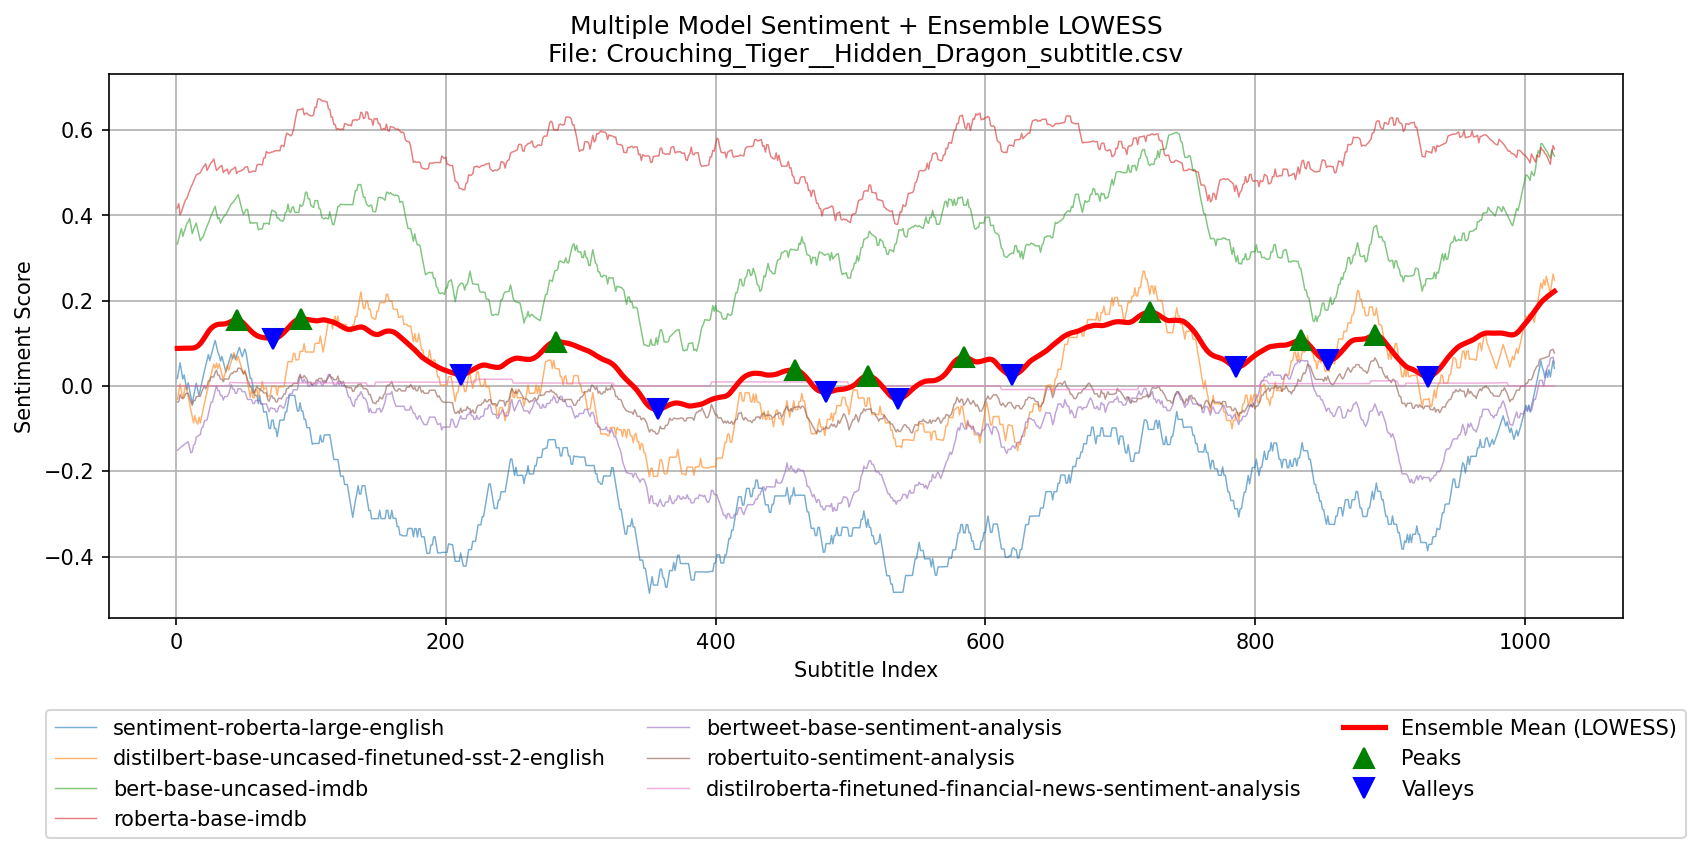 Multiple Model Sentiment + Ensemble LOWESS
File: Crouching_Tiger__Hidden_Dragon_subtitle.csv
Sentiment Score
0.6
0.4
0.2
0.0
−0.2
−0.4
0 200 400 600 800 1000
Subtitle Index
sentiment-roberta-large-english
distilbert-base-uncased-finetuned-sst-2-english
bert-base-uncased-imdb
roberta-base-imdb
bertweet-base-sentiment-analysis
robertuito-sentiment-analysis
distilroberta-finetuned-financial-news-sentiment-analysis
Ensemble Mean (LOWESS)
Peaks
Valleys